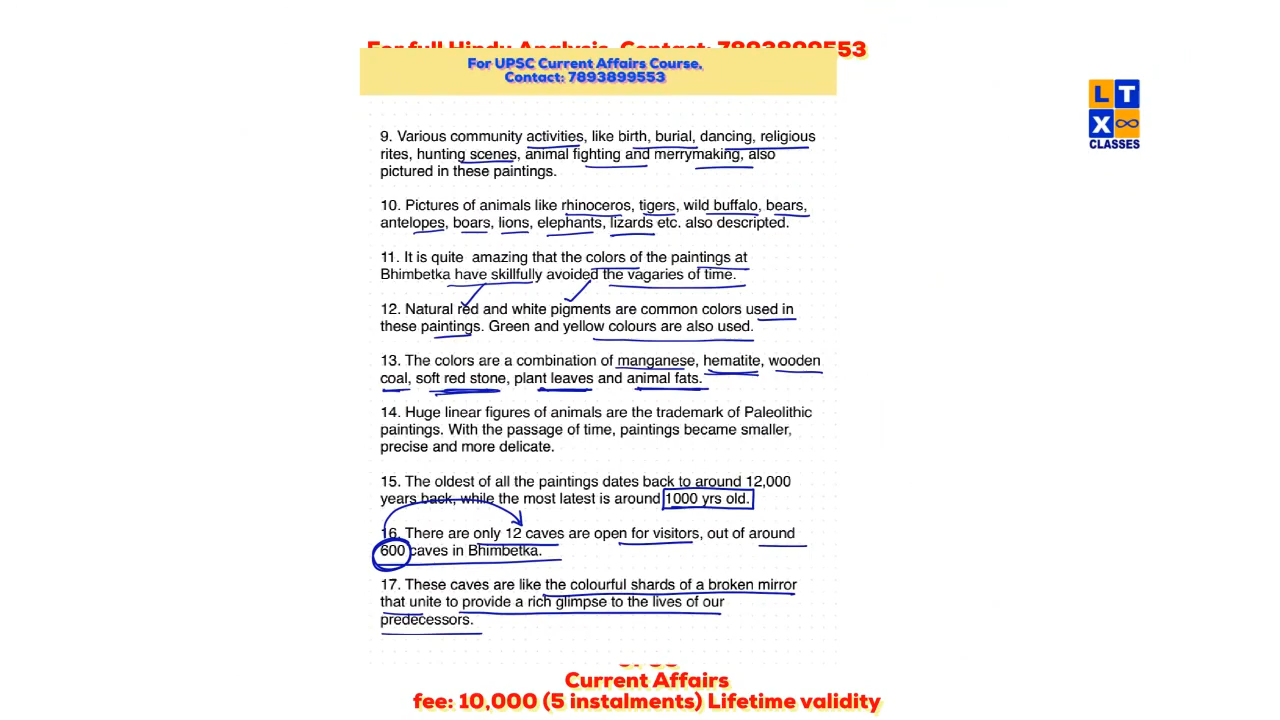 For full Hindu Analysis, Contact: 7893899553
For UPSC Current Affairs Course,
Contact: 7893899553
L T
X ∞
CLASSES
9. Various community activities, like birth, burial, dancing, religious
rites, hunting scenes, animal fighting and merrymaking, also
pictured in these paintings.
10. Pictures of animals like rhinoceros, tigers, wild buffalo, bears,
antelopes, boars, lions, elephants, lizards etc. also descripted.
11. It is quite amazing that the colors of the paintings at
Bhimbetka have skillfully avoided the vagaries of time.
12. Natural red and white pigments are common colors used in
these paintings. Green and yellow colours are also used.
13. The colors are a combination of manganese, hematite, wooden
coal, soft red stone, plant leaves and animal fats.
14. Huge linear figures of animals are the trademark of Paleolithic
paintings. With the passage of time, paintings became smaller,
precise and more delicate.
15. The oldest of all the paintings dates back to around 12,000
years back, while the most latest is around 1000 yrs old.
16. There are only 12 caves are open for visitors, out of around
600 caves in Bhimbetka.
17. These caves are like the colourful shards of a broken mirror
that unite to provide a rich glimpse to the lives of our
predecessors.
Current Affairs
fee: 10,000 (5 instalments) Lifetime validity